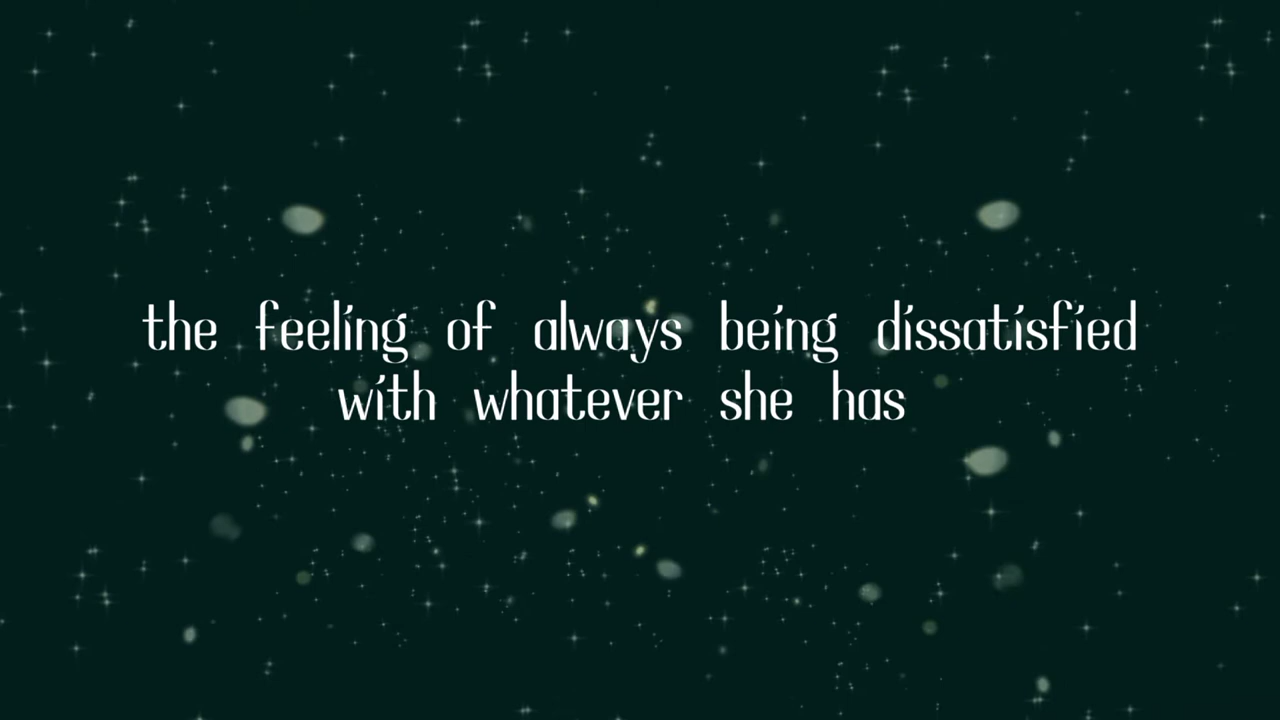 the feeling of always being dissatisfied
with whatever she has